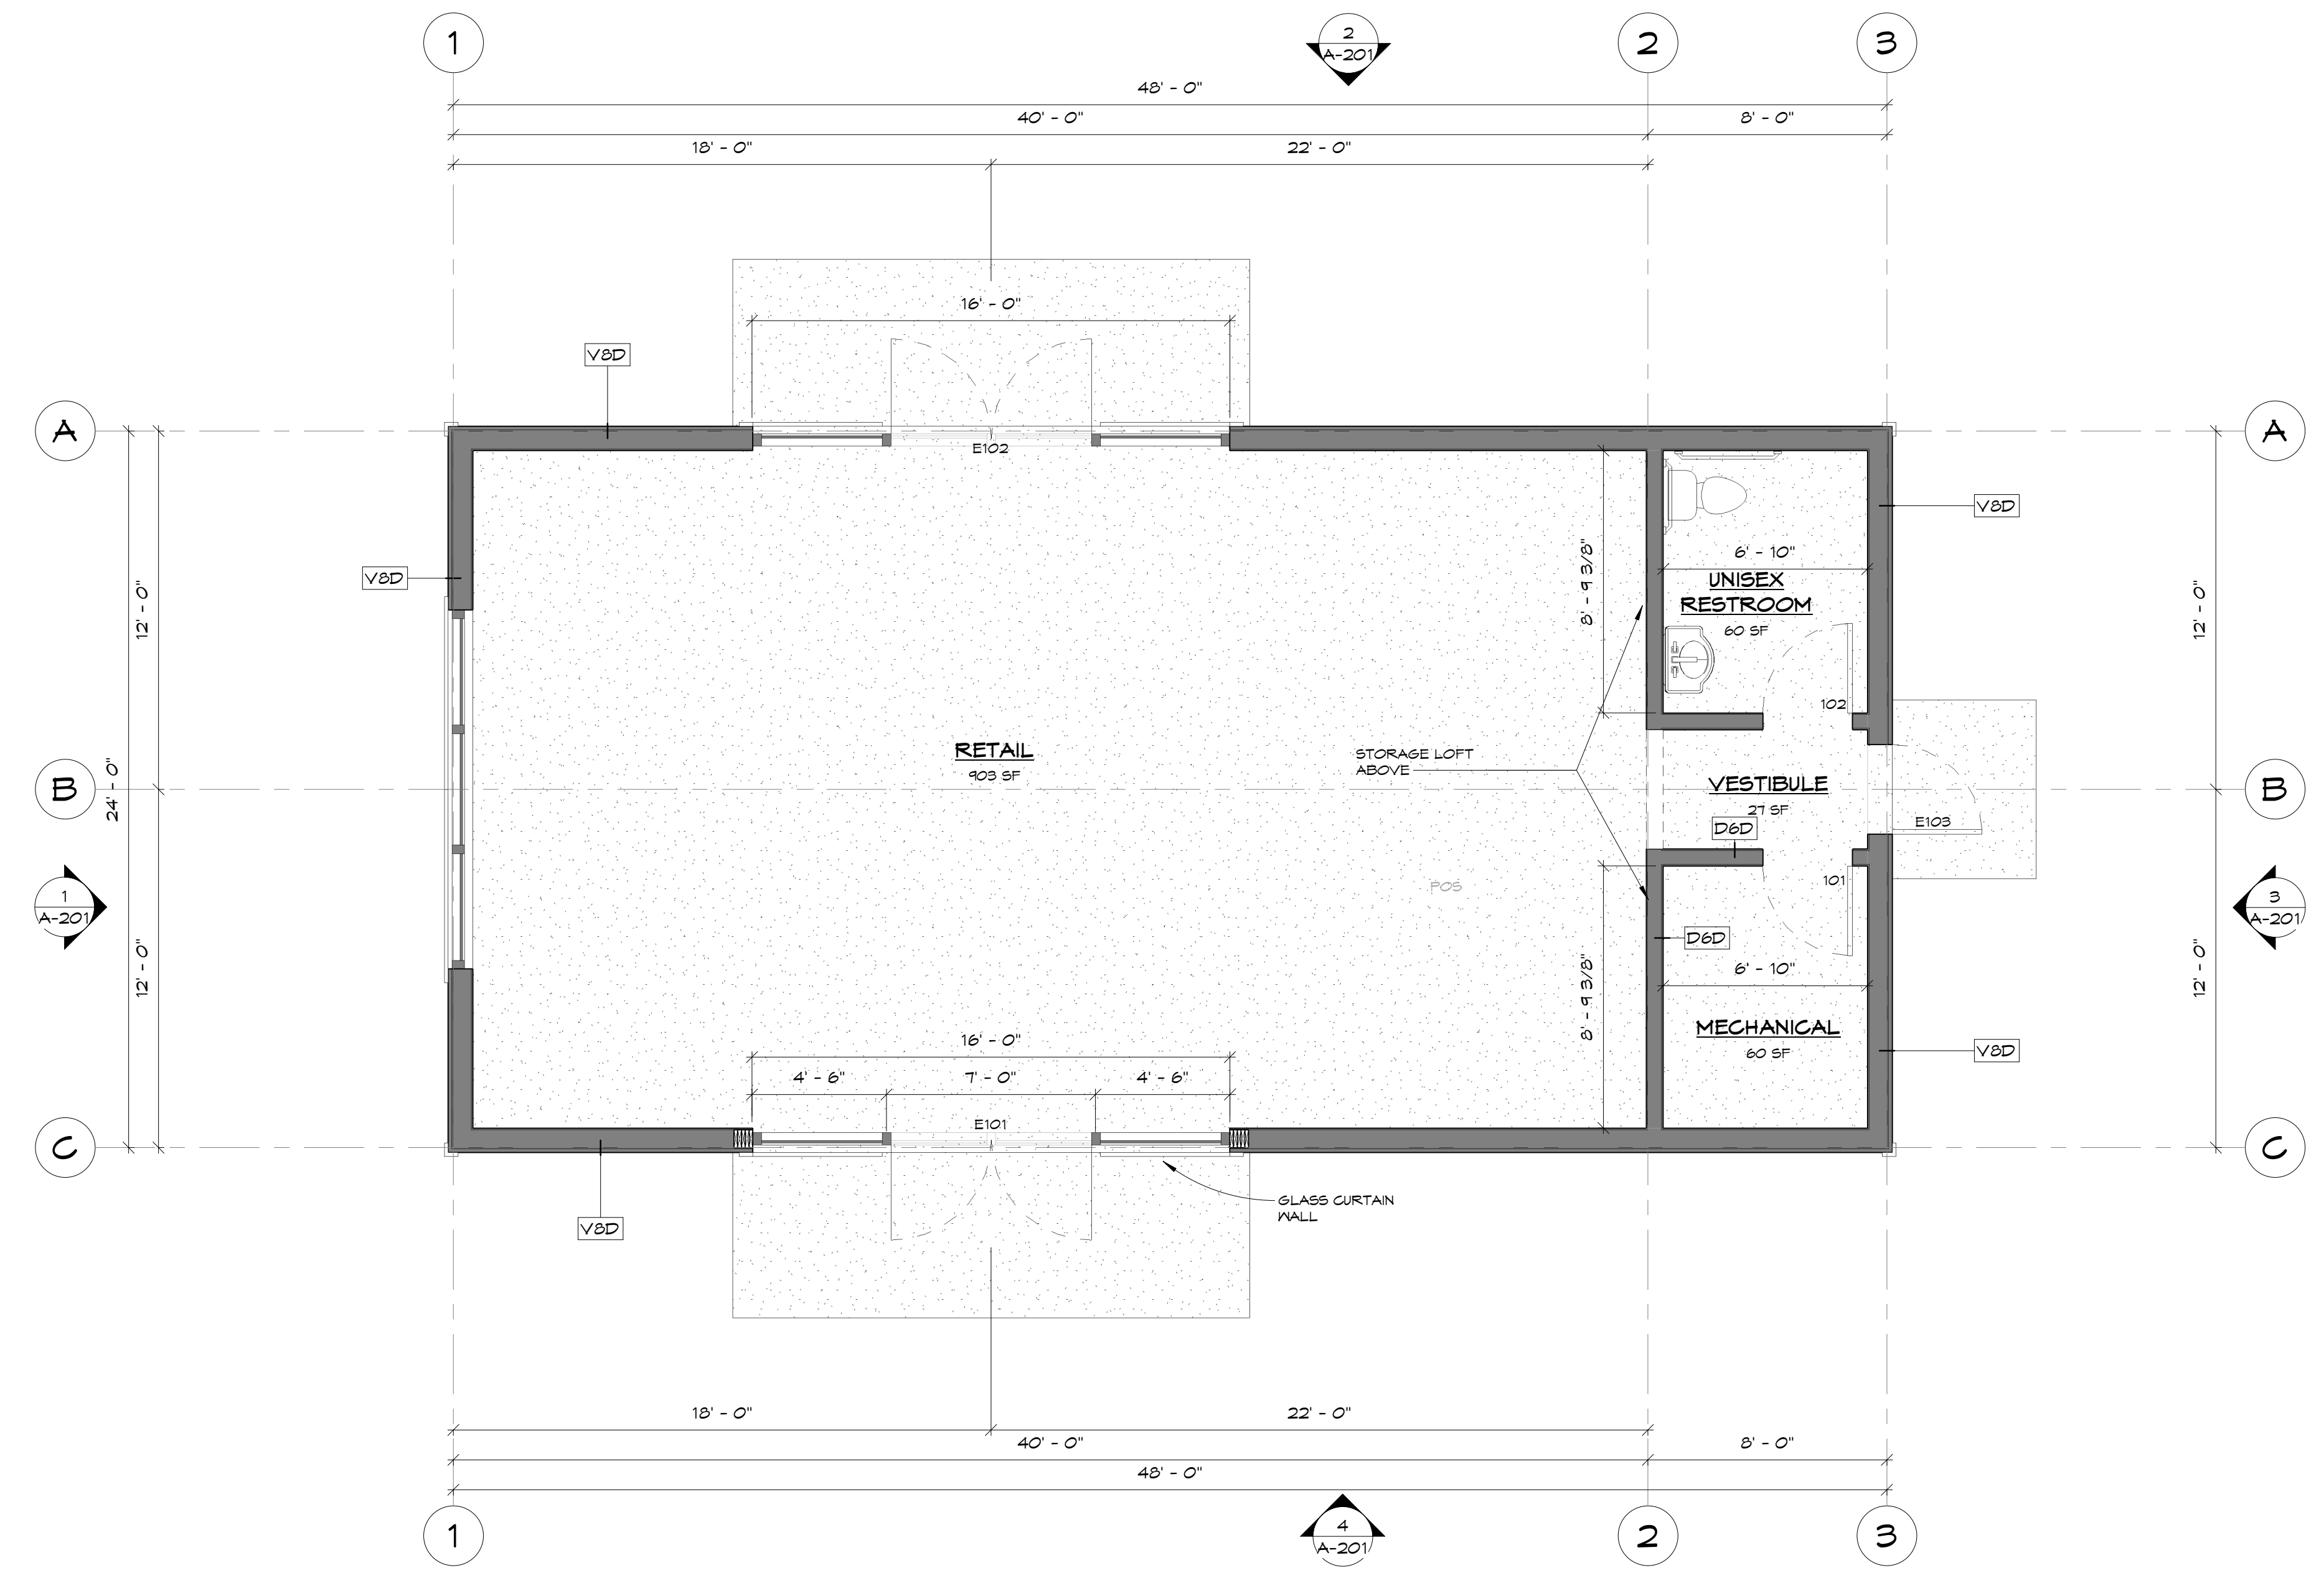 1
2
A-201
2
3
48' - 0"
40' - 0"
8' - 0"
18' - 0"
22' - 0"
16' - 0"
V8D
A
A
E102
V8D
V8D
8' - 9 3/8"
6' - 10"
UNISEX
RESTROOM
60 SF
12' - 0"
12' - 0"
102
RETAIL
903 SF
STORAGE LOFT
ABOVE
VESTIBULE
27 SF
B
24' - 0"
B
D6D
E103
POS
101
1
A-201
3
A-201
D6D
12' - 0"
8' - 9 3/8"
6' - 10"
12' - 0"
MECHANICAL
60 SF
V8D
16' - 0"
4' - 6"
7' - 0"
4' - 6"
E101
C
C
GLASS CURTAIN
WALL
V8D
18' - 0"
22' - 0"
40' - 0"
8' - 0"
48' - 0"
1
4
A-201
2
3